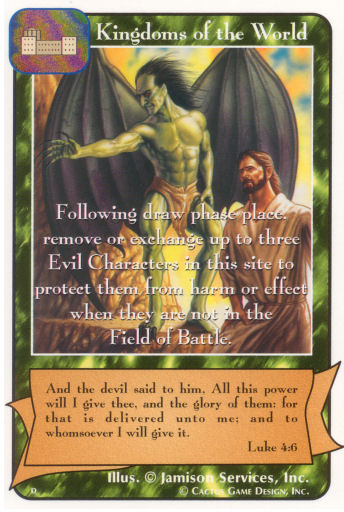 Kingdoms of the World
Following draw phase place,
remove or exchange up to three
Evil Characters in this site to
protect them from harm or effect
when they are not in the
Field of Battle.
And the devil said to him, All this power
will I give thee, and the glory of them: for
that is delivered unto me; and to
whomsoever I will give it.
Luke 4:6
Illus. © Jamison Services, Inc.
D
© Cactus Game Design, Inc.